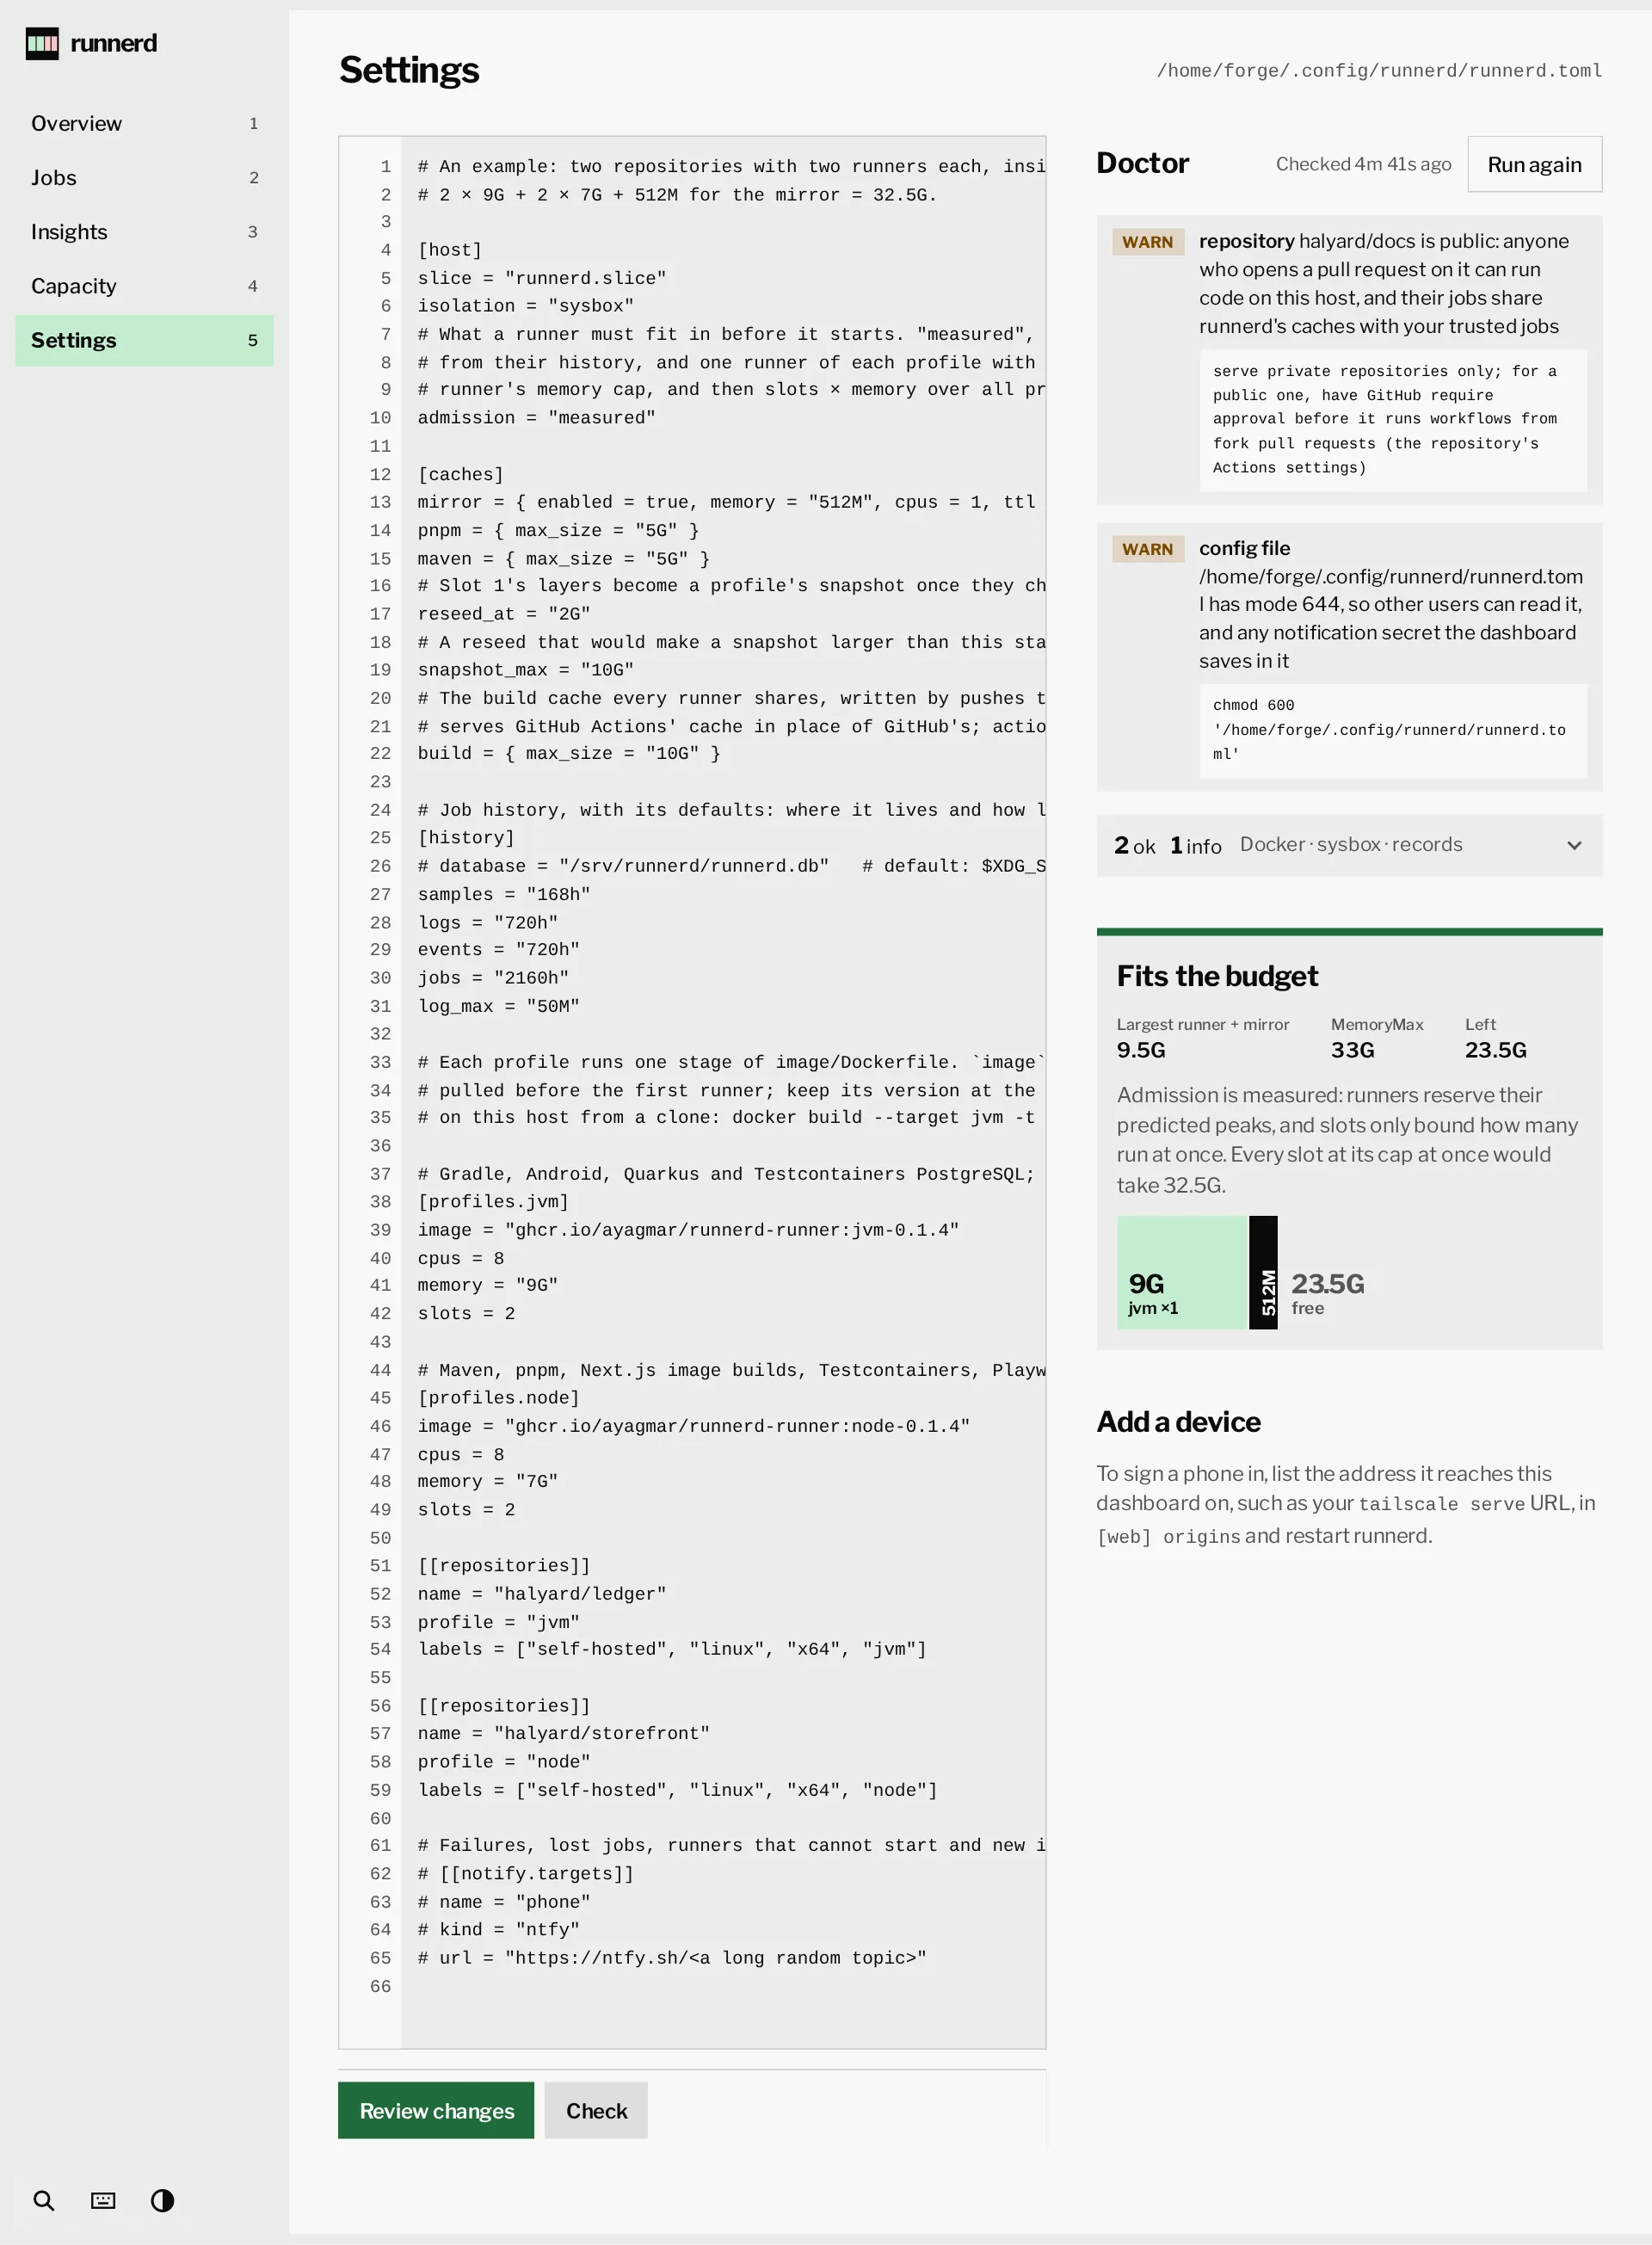 runnerd
Overview 1
Jobs 2
Insights 3
Capacity 4
Settings 5
Settings
/home/forge/.config/runnerd/runnerd.toml
1 # An example: two repositories with two runners each, insi
2 # 2 × 9G + 2 × 7G + 512M for the mirror = 32.5G.
3
4 [host]
5 slice = "runnerd.slice"
6 isolation = "sysbox"
7 # What a runner must fit in before it starts. "measured",
8 # from their history, and one runner of each profile with
9 # runner's memory cap, and then slots × memory over all pr
10 admission = "measured"
11
12 [caches]
13 mirror = { enabled = true, memory = "512M", cpus = 1, ttl
14 pnpm = { max_size = "5G" }
15 maven = { max_size = "5G" }
16 # Slot 1's layers become a profile's snapshot once they ch
17 reseed_at = "2G"
18 # A reseed that would make a snapshot larger than this sta
19 snapshot_max = "10G"
20 # The build cache every runner shares, written by pushes t
21 # serves GitHub Actions' cache in place of GitHub's; actio
22 build = { max_size = "10G" }
23
24 # Job history, with its defaults: where it lives and how l
25 [history]
26 # database = "/srv/runnerd/runnerd.db"   # default: $XDG_S
27 samples = "168h"
28 logs = "720h"
29 events = "720h"
30 jobs = "2160h"
31 log_max = "50M"
32
33 # Each profile runs one stage of image/Dockerfile. `image`
34 # pulled before the first runner; keep its version at the
35 # on this host from a clone: docker build --target jvm -t
36
37 # Gradle, Android, Quarkus and Testcontainers PostgreSQL;
38 [profiles.jvm]
39 image = "ghcr.io/ayagmar/runnerd-runner:jvm-0.1.4"
40 cpus = 8
41 memory = "9G"
42 slots = 2
43
44 # Maven, pnpm, Next.js image builds, Testcontainers, Playw
45 [profiles.node]
46 image = "ghcr.io/ayagmar/runnerd-runner:node-0.1.4"
47 cpus = 8
48 memory = "7G"
49 slots = 2
50
51 [[repositories]]
52 name = "halyard/ledger"
53 profile = "jvm"
54 labels = ["self-hosted", "linux", "x64", "jvm"]
55
56 [[repositories]]
57 name = "halyard/storefront"
58 profile = "node"
59 labels = ["self-hosted", "linux", "x64", "node"]
60
61 # Failures, lost jobs, runners that cannot start and new i
62 # [[notify.targets]]
63 # name = "phone"
64 # kind = "ntfy"
65 # url = "https://ntfy.sh/<a long random topic>"
66
Review changes Check
Doctor Checked 4m 41s ago Run again
WARN repository halyard/docs is public: anyone
who opens a pull request on it can run
code on this host, and their jobs share
runnerd's caches with your trusted jobs
serve private repositories only; for a
public one, have GitHub require
approval before it runs workflows from
fork pull requests (the repository's
Actions settings)
WARN config file
/home/forge/.config/runnerd/runnerd.tom
l has mode 644, so other users can read it,
and any notification secret the dashboard
saves in it
chmod 600
'/home/forge/.config/runnerd/runnerd.to
ml'
2 ok 1 info Docker · sysbox · records
Fits the budget
Largest runner + mirror MemoryMax Left
9.5G 33G 23.5G
Admission is measured: runners reserve their
predicted peaks, and slots only bound how many
run at once. Every slot at its cap at once would
take 32.5G.
9G
jvm ×1
512M
23.5G
free
Add a device
To sign a phone in, list the address it reaches this
dashboard on, such as your tailscale serve URL, in
[web] origins and restart runnerd.